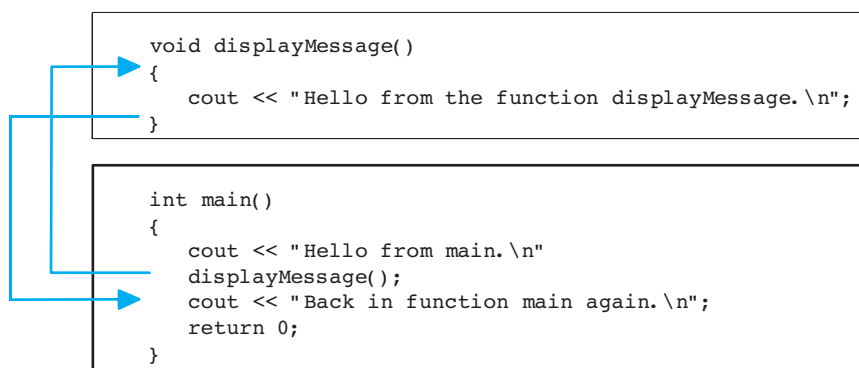 void displayMessage()
{
   cout << "Hello from the function displayMessage.\n";
}
int main()
{
   cout << "Hello from main.\n"
   displayMessage();
   cout << "Back in function main again.\n";
   return 0;
}